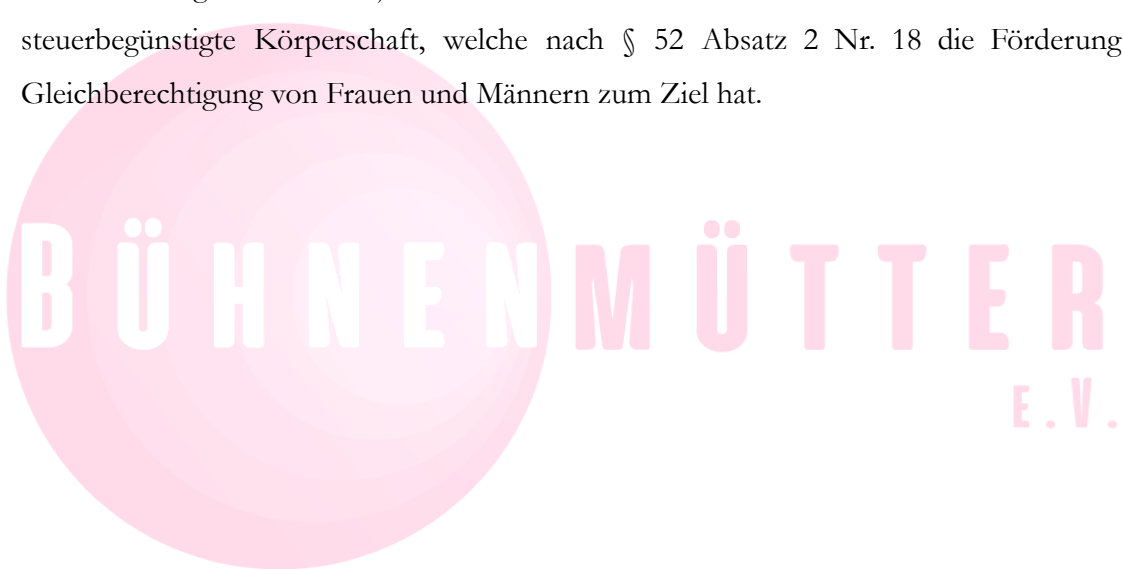 steuerbegünstigte Körperschaft, welche nach § 52 Absatz 2 Nr. 18 die Förderung
Gleichberechtigung von Frauen und Männern zum Ziel hat.
BÜHNENMÜTTER
E.V.